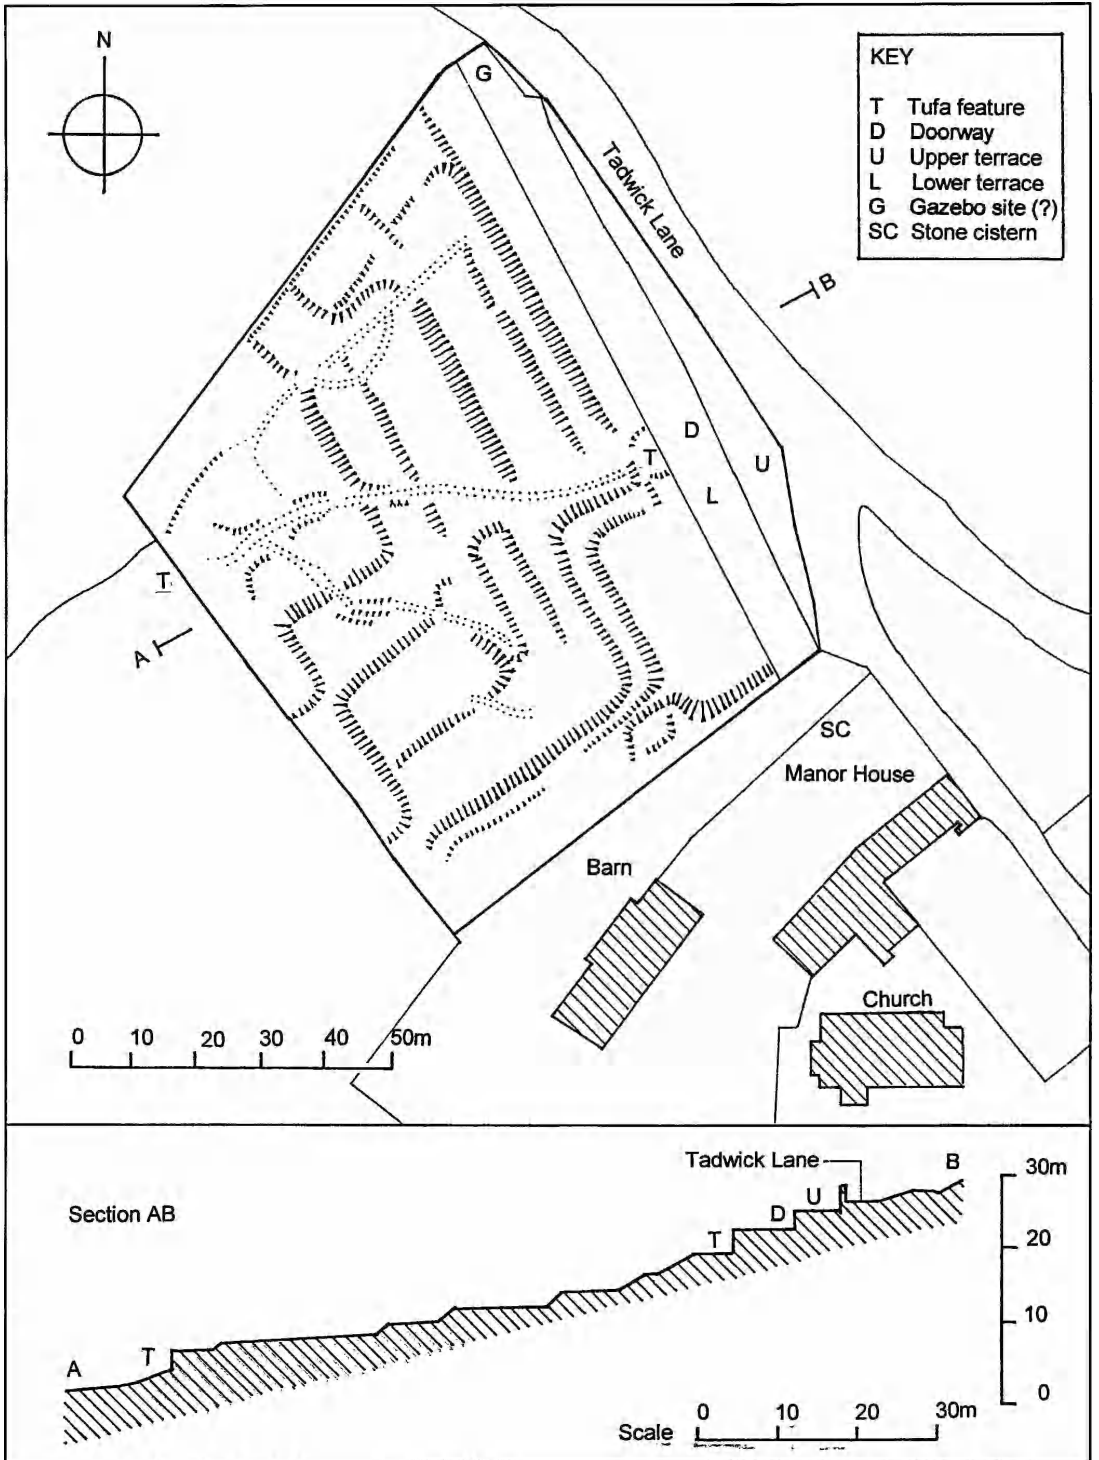 N
G
KEY
T Tufa feature
D Doorway
U Upper terrace
L Lower terrace
G Gazebo site (?)
SC Stone cistern
Tadwick Lane
B
D
T
U
L
T
A
SC
Manor House
Barn
Church
0 10 20 30 40 50m
Section AB
Tadwick Lane
B
30m
U
D
T
20
10
T
A
0
Scale
0 10 20 30m